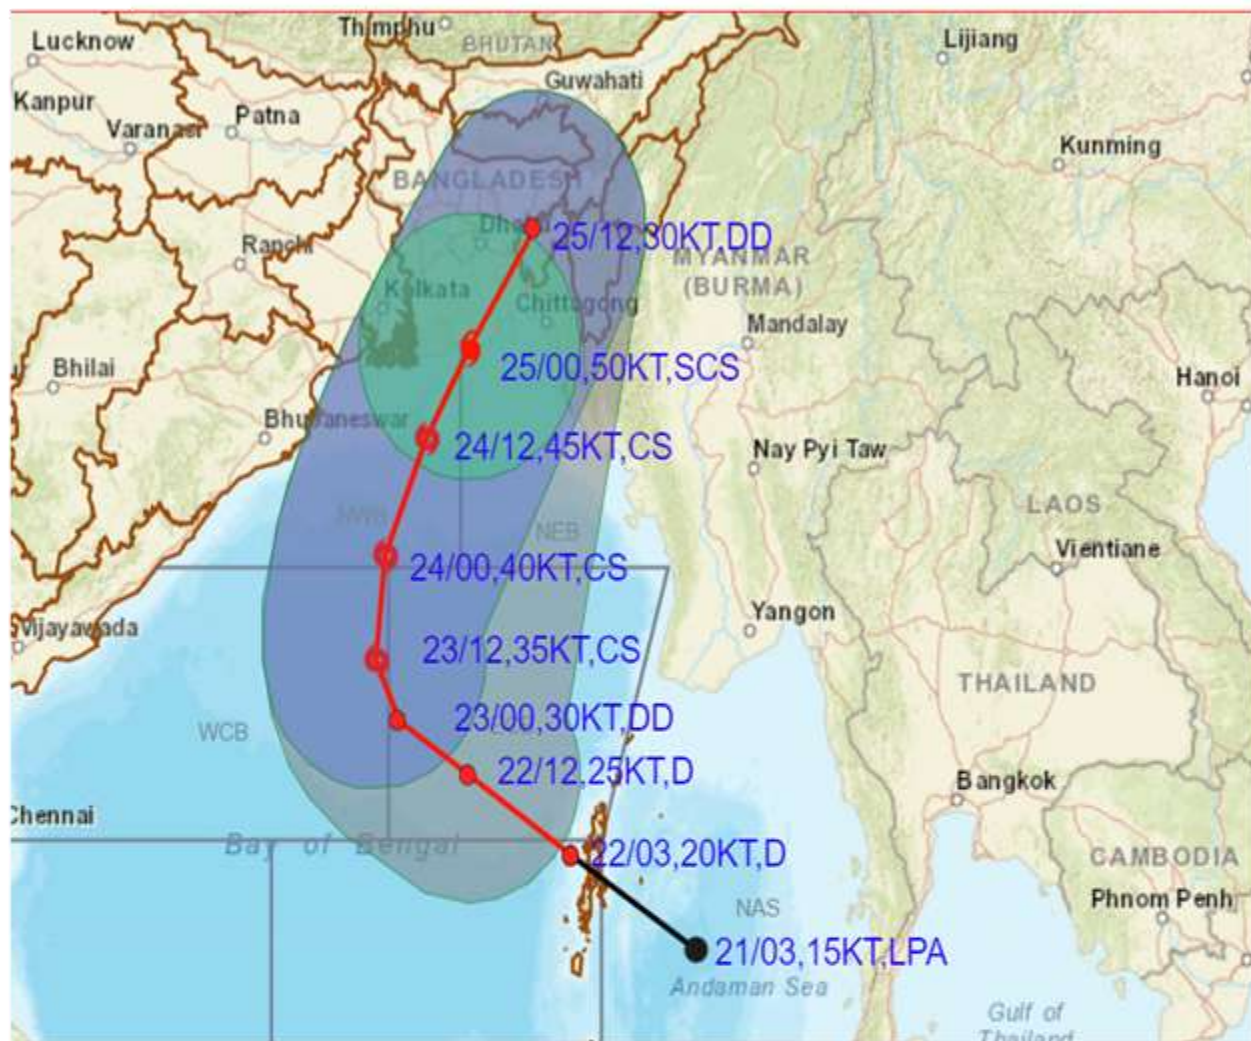 Thimphu
Lucknow
Lijiang
BHUTAN
Guwahati
Kanpur
Patna
Varanasi
Kunming
BANGLADESH
25/12,30KT,DD
Ranchi
MYANMAR
(BURMA)
Kolkata
Chittagong
Mandalay
25/00,50KT,SCS
Bhilai
Hanoi
Bhubaneswar
24/12,45KT,CS
Nay Pyi Taw
LAOS
NEB
Vientiane
24/00,40KT,CS
Yangon
Vijayawada
23/12,35KT,CS
THAILAND
23/00,30KT,DD
WCB
22/12,25KT,D
Bangkok
Chennai
Bay of Bengal
22/03,20KT,D
CAMBODIA
Phnom Penh
NAS
21/03,15KT,LPA
Andaman Sea
Gulf of
Thailand